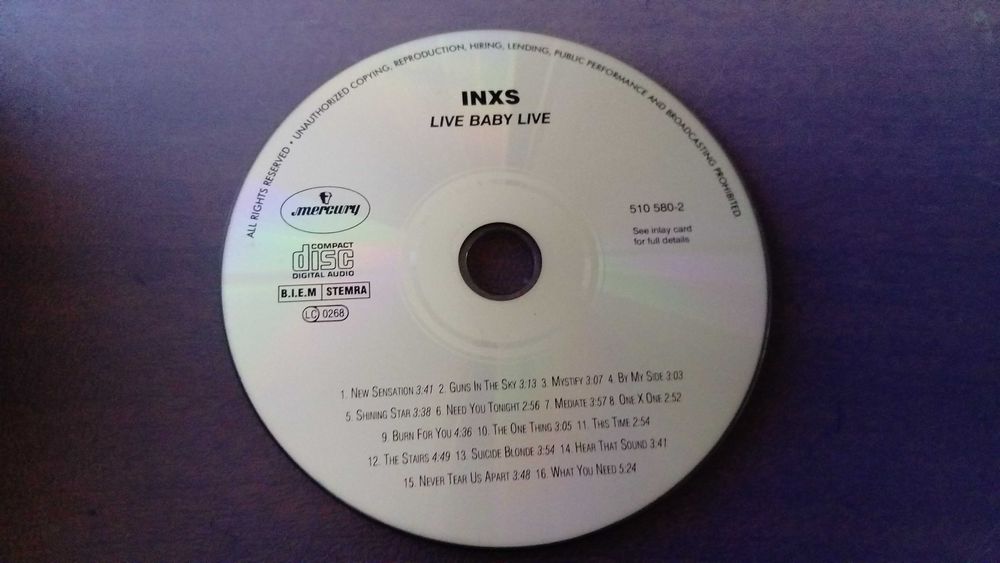 ALL RIGHTS RESERVED • UNAUTHORIZED COPYING, REPRODUCTION, HIRING, LENDING, PUBLIC PERFORMANCE AND BROADCASTING PROHIBITED.
INXS
LIVE BABY LIVE
mercury
510 580-2
See inlay card
for full details
COMPACT
disc
DIGITAL AUDIO
B.I.E.M STEMRA
LC 0268
1. NEW SENSATION 3:41 2. GUNS IN THE SKY 3:13 3. MYSTIFY 3:07 4. BY MY SIDE 3:03
5. SHINING STAR 3:38 6. NEED YOU TONIGHT 2:56 7. MEDIATE 3:57 8. ONE X ONE 2:52
9. BURN FOR YOU 4:36 10. THE ONE THING 3:05 11. THIS TIME 2:54
12. THE STAIRS 4:49 13. SUICIDE BLONDE 3:54 14. HEAR THAT SOUND 3:41
15. NEVER TEAR US APART 3:48 16. WHAT YOU NEED 5:24